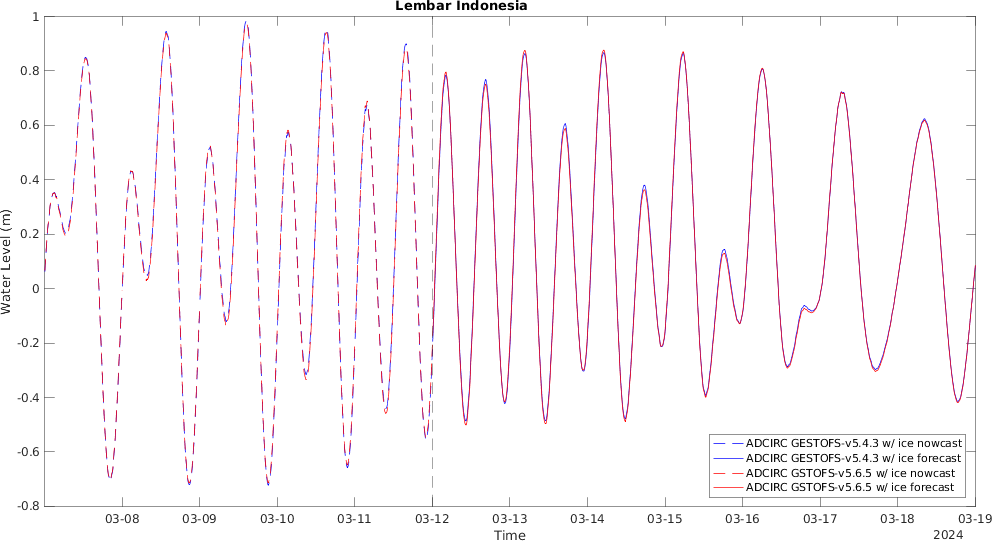 Lembar Indonesia
1
0.8
0.6
0.4
0.2
0
-0.2
-0.4
-0.6
-0.8
Water Level (m)
ADCIRC GESTOFS-v5.4.3 w/ ice nowcast
ADCIRC GESTOFS-v5.4.3 w/ ice forecast
ADCIRC GSTOFS-v5.6.5 w/ ice nowcast
ADCIRC GSTOFS-v5.6.5 w/ ice forecast
03-08 03-09 03-10 03-11 03-12 03-13 03-14 03-15 03-16 03-17 03-18 03-19
Time
2024